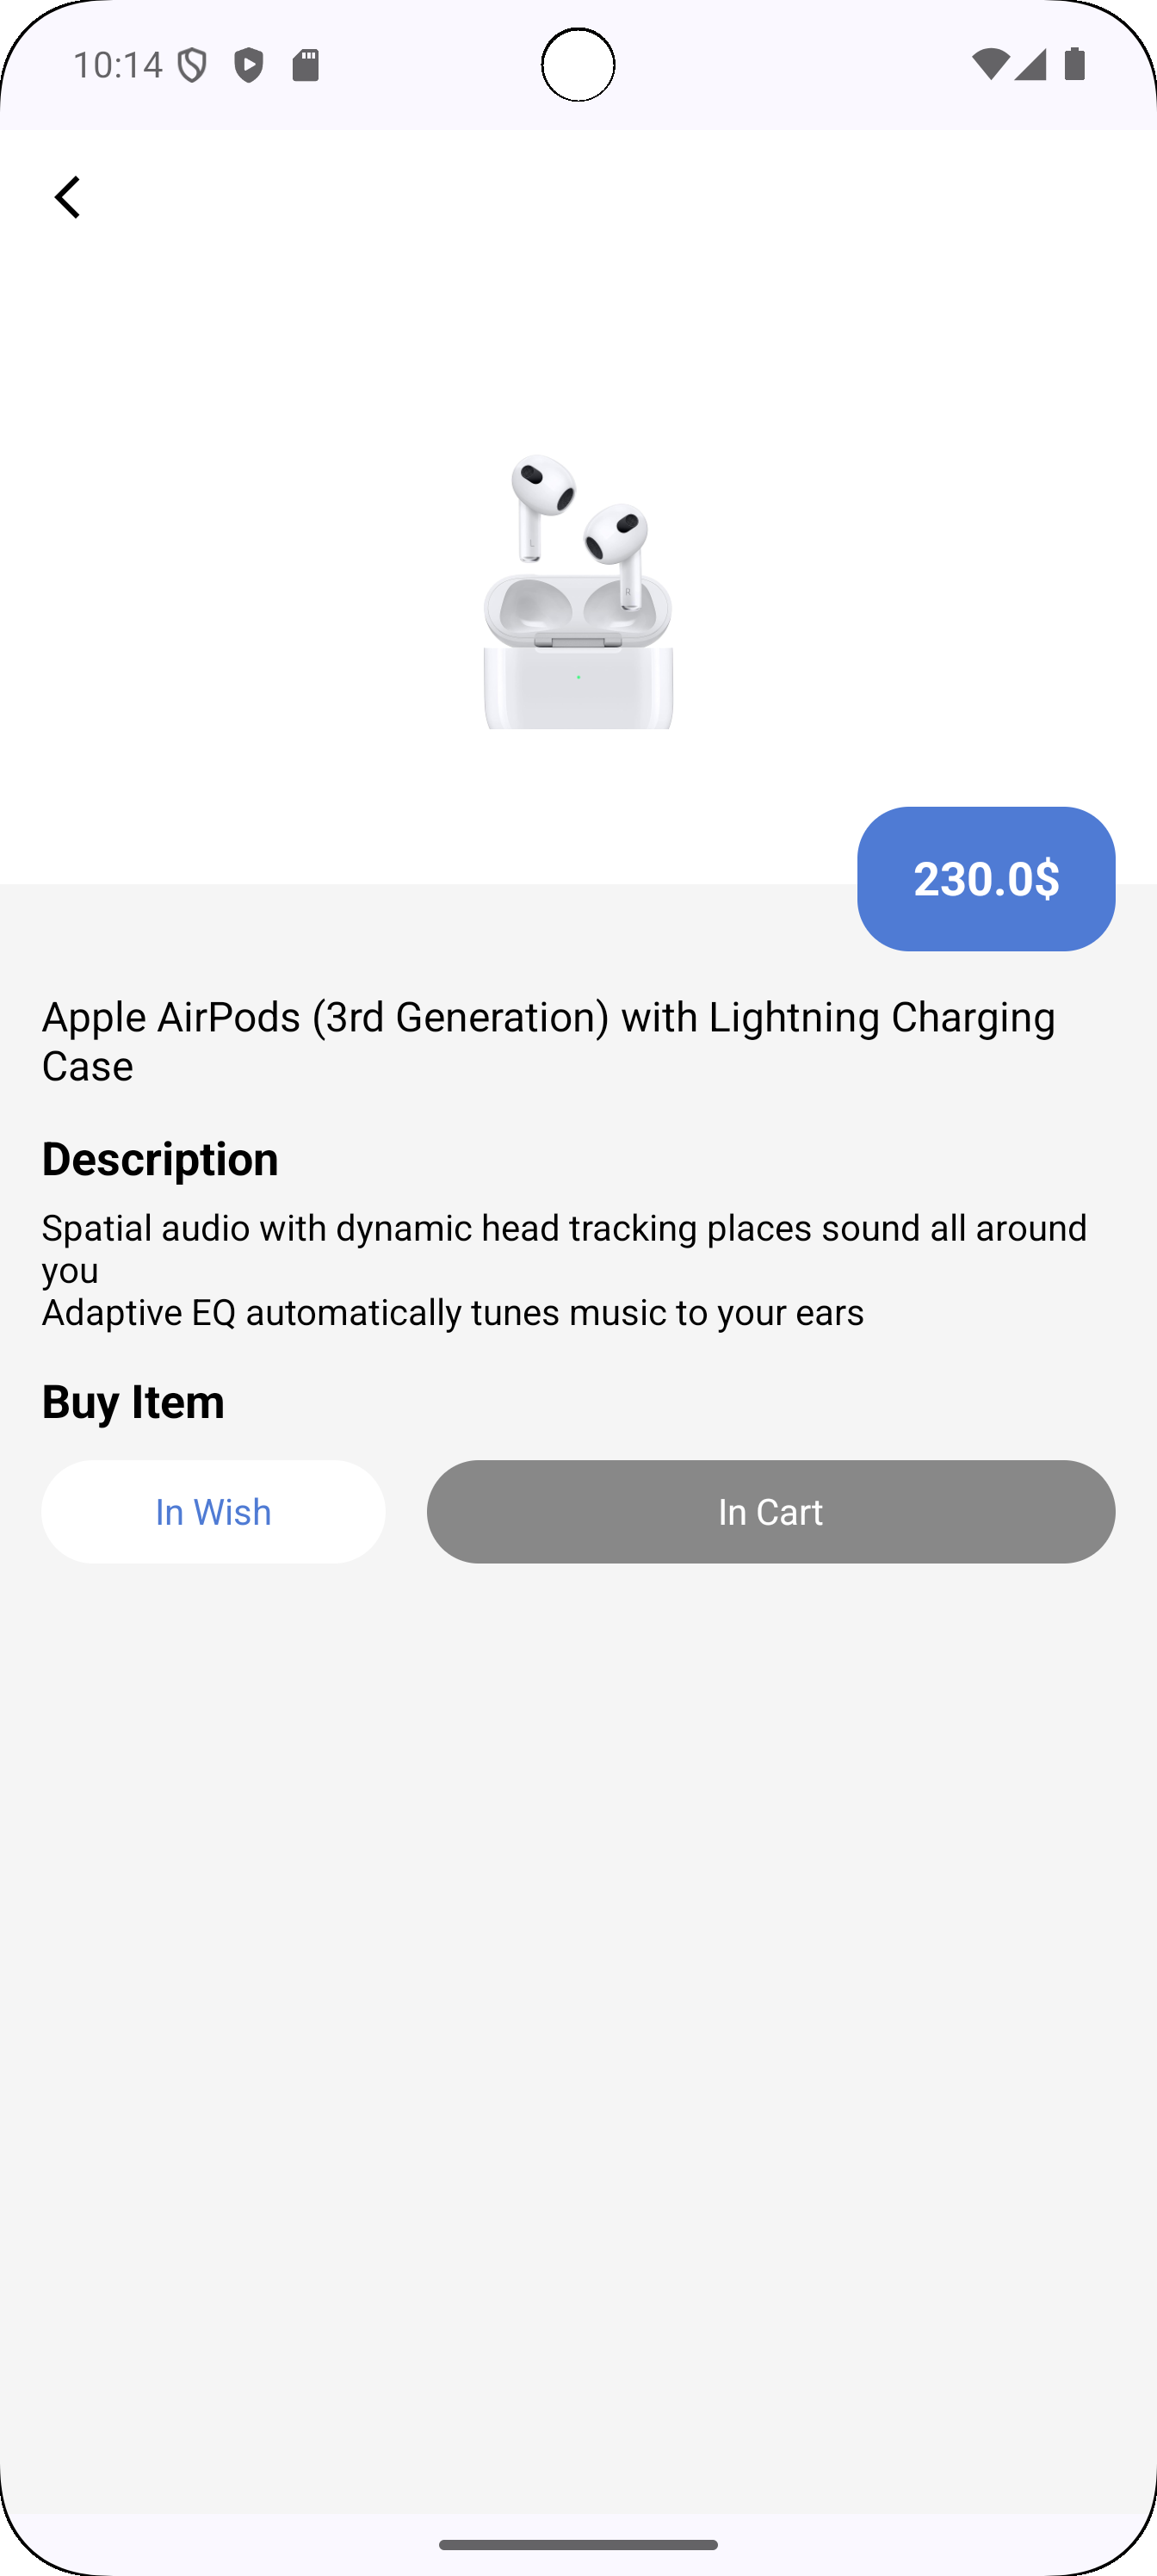 10:14
230.0$
Apple AirPods (3rd Generation) with Lightning Charging
Case
Description
Spatial audio with dynamic head tracking places sound all around
you
Adaptive EQ automatically tunes music to your ears
Buy Item
In Wish
In Cart